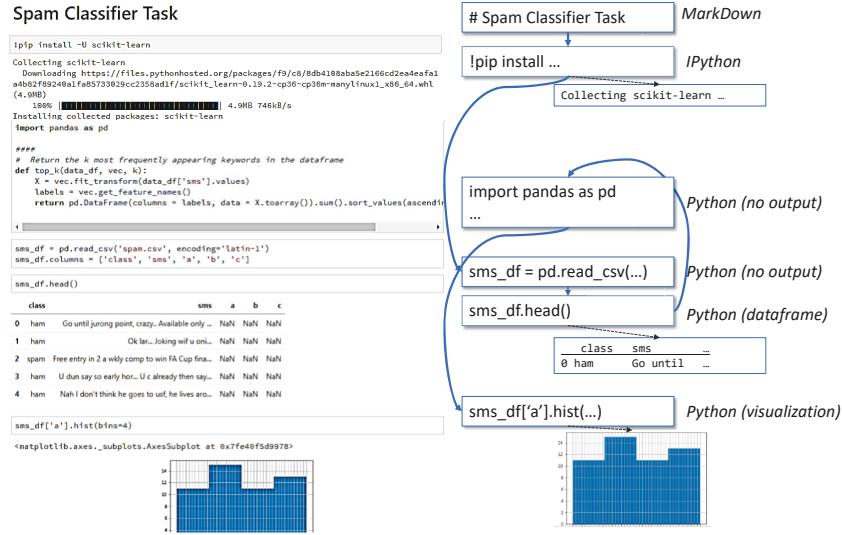 Spam Classifier Task
!pip install -U scikit-learn
Collecting scikit-learn
Downloading https://files.pythonhosted.org/packages/f9/c8/8db4108aba5e2166cd2ea4eafa1
a4b82f89240a1fa85733029cc2358ad1f/scikit_learn-0.19.2-cp36-cp36m-manylinux1_x86_64.whl
(4.9MB)
100% 4.9MB 746kB/s
Installing collected packages: scikit-learn
import pandas as pd
####
# Return the k most frequently appearing keywords in the dataframe
def top_k(data_df, vec, k):
X = vec.fit_transform(data_df['sms'].values)
labels = vec.get_feature_names()
return pd.DataFrame(columns = labels, data = X.toarray()).sum().sort_values(ascendin
sms_df = pd.read_csv('spam.csv', encoding='latin-1')
sms_df.columns = ['class', 'sms', 'a', 'b', 'c']
sms_df.head()
class sms a b c
0 ham Go until jurong point, crazy.. Available only ... NaN NaN NaN
1 ham Ok lar... Joking wif u oni... NaN NaN NaN
2 spam Free entry in 2 a wkly comp to win FA Cup fina... NaN NaN NaN
3 ham U dun say so early hor... U c already then say... NaN NaN NaN
4 ham Nah I don't think he goes to usf, he lives aro... NaN NaN NaN
sms_df['a'].hist(bins=4)
<matplotlib.axes._subplots.AxesSubplot at 0x7fe40f5d9978>
14
12
10
8
6
4
# Spam Classifier Task
MarkDown
!pip install ...
IPython
Collecting scikit-learn …
import pandas as pd
...
Python (no output)
sms_df = pd.read_csv(…)
Python (no output)
sms_df.head()
Python (dataframe)
class sms …
0 ham Go until …
sms_df['a'].hist(…)
Python (visualization)
14
12
10
8
6
4
2
0